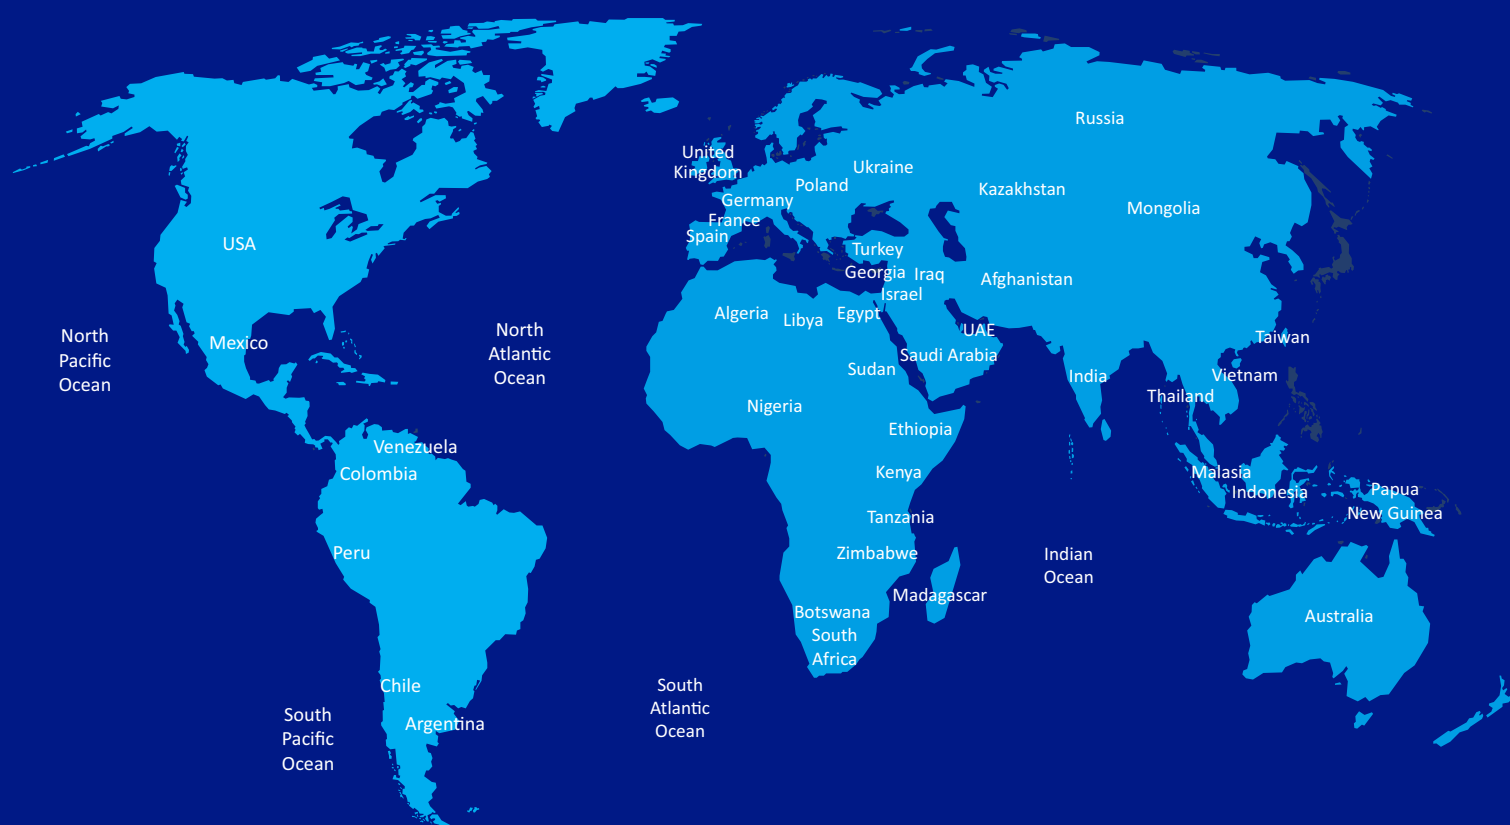 Russia
United
Kingdom
Ukraine
Poland
Kazakhstan
Germany
Mongolia
France
Spain
USA
Turkey
Georgia
Iraq
Afghanistan
Israel
Algeria
Libya
Egypt
UAE
North
Pacific
Ocean
Mexico
North
Atlantic
Ocean
Taiwan
Saudi Arabia
Sudan
India
Vietnam
Thailand
Nigeria
Ethiopia
Venezuela
Colombia
Kenya
Malasia
Indonesia
Papua
New Guinea
Tanzania
Peru
Zimbabwe
Indian
Ocean
Madagascar
Botswana
South
Africa
Australia
Chile
South
Atlantic
Ocean
South
Pacific
Ocean
Argentina